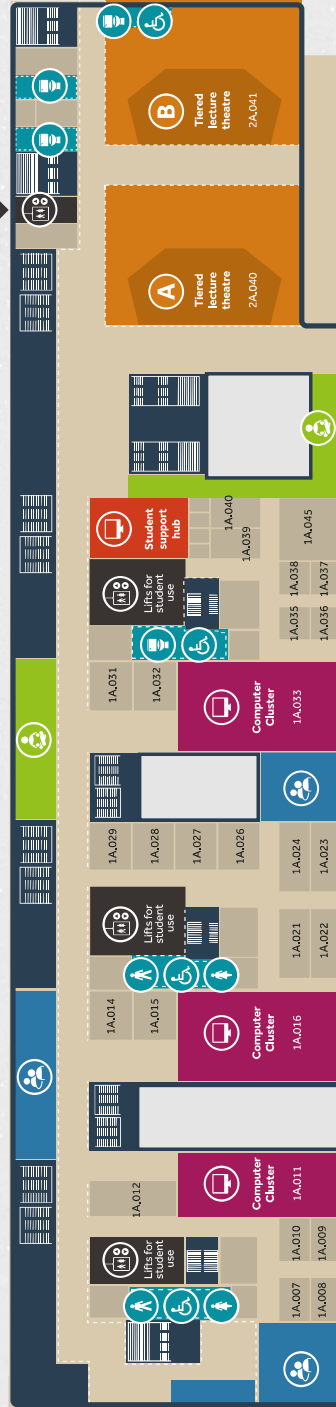 B
Tiered
lecture
theatre
2A.041
A
Tiered
lecture
theatre
2A.040
Student
support
hub
1A.040
1A.039
1A.045
Lifts for
student
use
1A.038
1A.037
1A.035
1A.036
1A.031
1A.032
Computer
Cluster
1A.033
1A.029
1A.028
1A.027
1A.026
1A.024
1A.023
Lifts for
student
use
1A.021
1A.022
1A.014
1A.015
Computer
Cluster
1A.016
1A.012
Computer
Cluster
1A.011
Lifts for
student
use
1A.010
1A.009
1A.007
1A.008